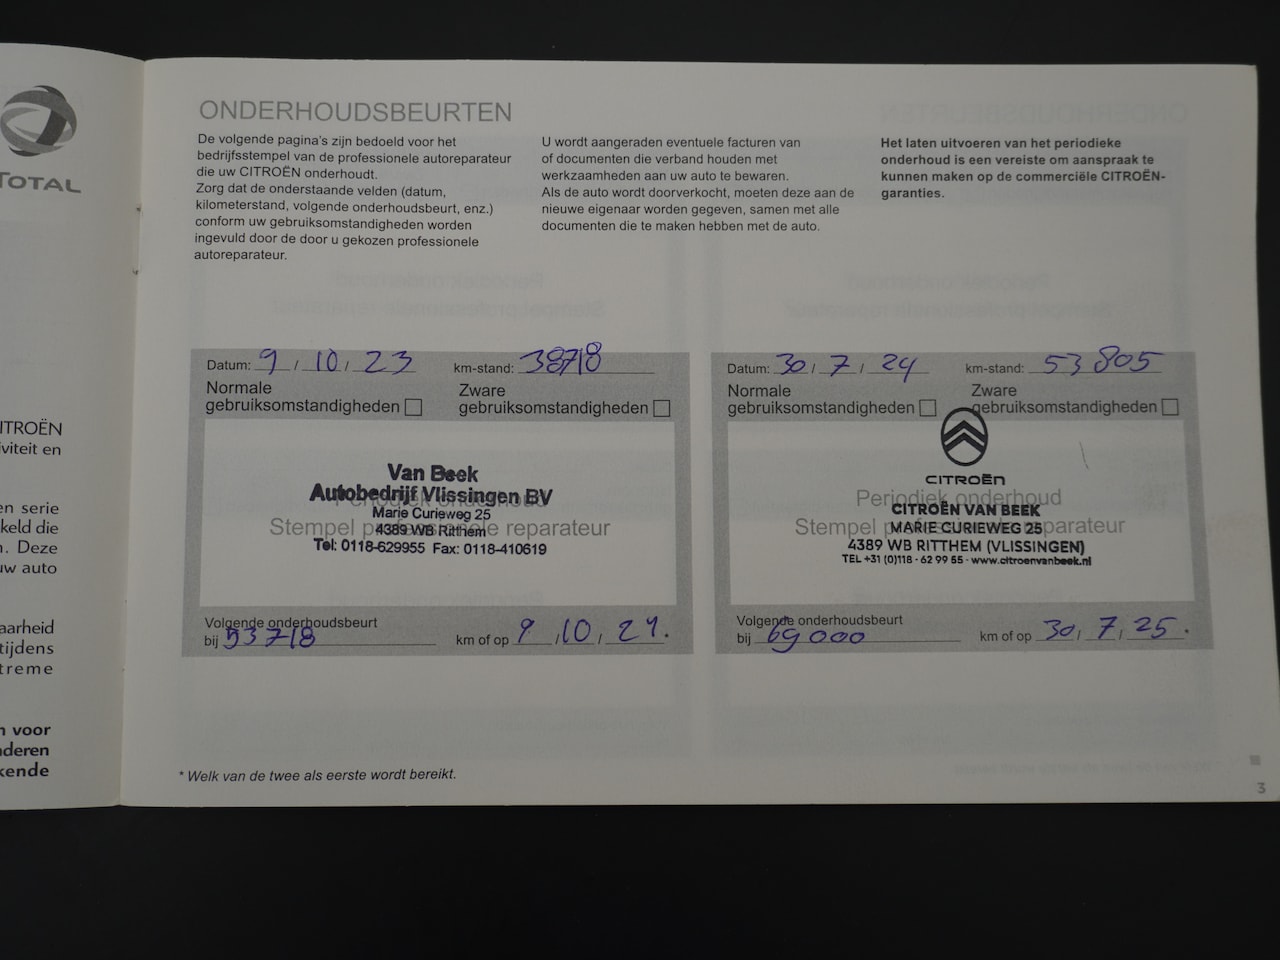 TOTAL
ITROËN
iviteit en
en serie
keld die
n. Deze
uw auto
aarheid
tijdens
treme
n voor
nderen
kende
ONDERHOUDSBEURTEN
De volgende pagina's zijn bedoeld voor het
bedrijfsstempel van de professionele autoreparateur
die uw CITROËN onderhoudt.
Zorg dat de onderstaande velden (datum,
kilometerstand, volgende onderhoudsbeurt, enz.)
conform uw gebruiksomstandigheden worden
ingevuld door de door u gekozen professionele
autoreparateur.
U wordt aangeraden eventuele facturen van
of documenten die verband houden met
werkzaamheden aan uw auto te bewaren.
Als de auto wordt doorverkocht, moeten deze aan de
nieuwe eigenaar worden gegeven, samen met alle
documenten die te maken hebben met de auto.
Het laten uitvoeren van het periodieke
onderhoud is een vereiste om aanspraak te
kunnen maken op de commerciële CITROËN-
garanties.
Datum: 9 / 10 / 23 km-stand: 38718
Normale
gebruiksomstandigheden
Zware
gebruiksomstandigheden
Van Beek
Autobedrijf Vlissingen BV
Periodiek onderhoud
Marie Curieweg 25
Stempel professionele reparateur
4389 WB Ritthem
Tel: 0118-629955 Fax: 0118-410619
Volgende onderhoudsbeurt
bij 53718 km of op 9 / 10 / 24.
Datum: 30 / 7 / 24 km-stand: 53805
Normale
gebruiksomstandigheden
Zware
gebruiksomstandigheden
CITROËN
Periodiek onderhoud
CITROËN VAN BEEK
Stempel professionele reparateur
MARIE CURIEWEG 25
4389 WB RITTHEM (VLISSINGEN)
TEL +31 (0)118 - 62 99 55 - www.citroenvanbeek.nl
Volgende onderhoudsbeurt
bij 69000 km of op 30 / 7 / 25.
* Welk van de twee als eerste wordt bereikt.
3